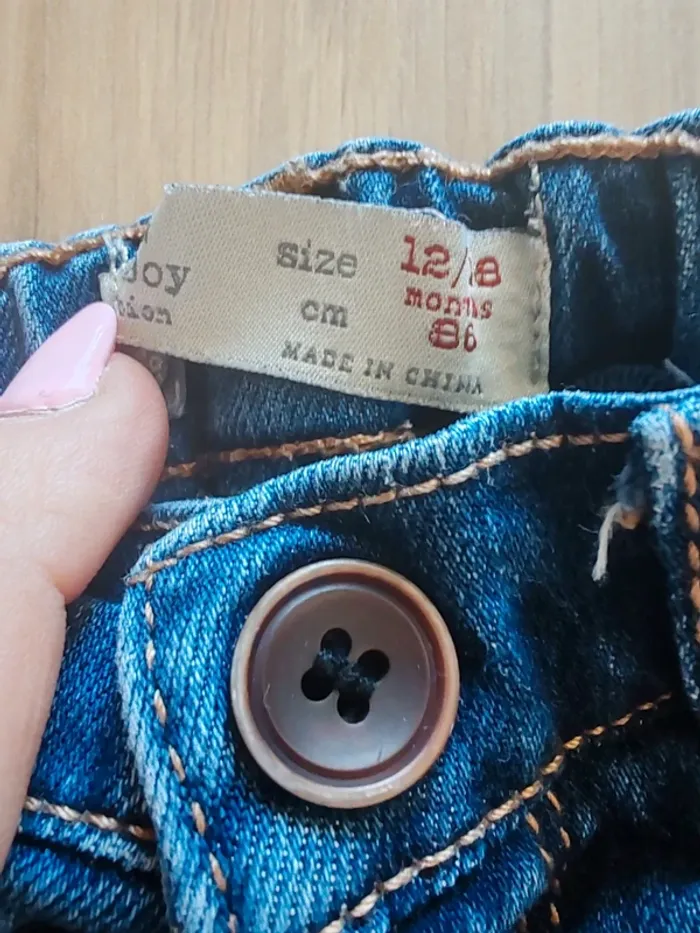 Size 12/18
months
cm 86
MADE IN CHINA